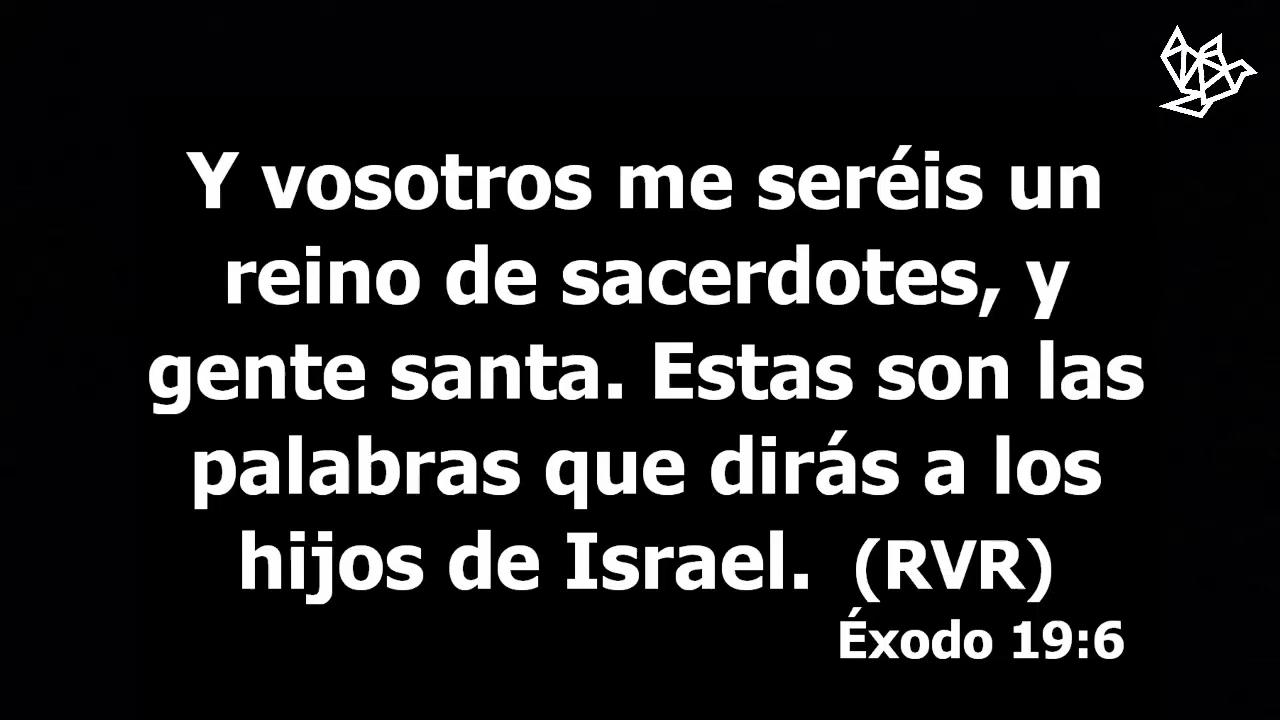 Y vosotros me seréis un
reino de sacerdotes, y
gente santa. Estas son las
palabras que dirás a los
hijos de Israel.  (RVR)
Éxodo 19:6